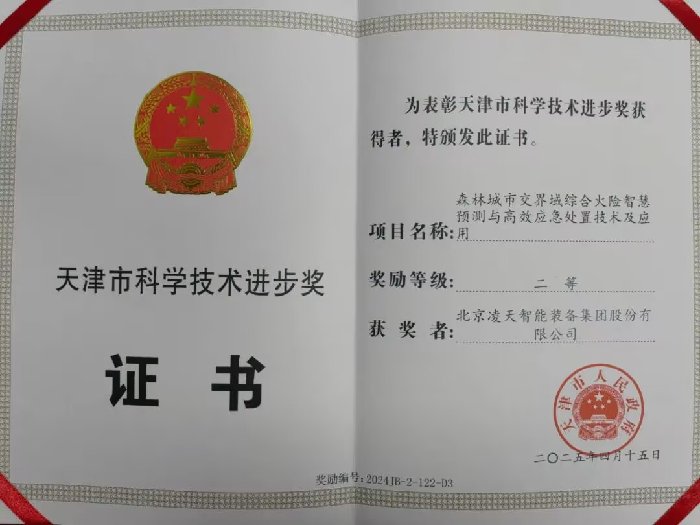 天津市科学技术进步奖
证 书
为表彰天津市科学技术进步奖获
得者，特颁发此证书。
森林城市交界域综合火险智慧
预测与高效应急处置技术及应
项目名称：用
奖励等级：二 等
获 奖 者：北京凌天智能装备集团股份有
限公司
天津市人民政府
二〇二五年四月十五日
奖励编号：2024JB-2-122-D3